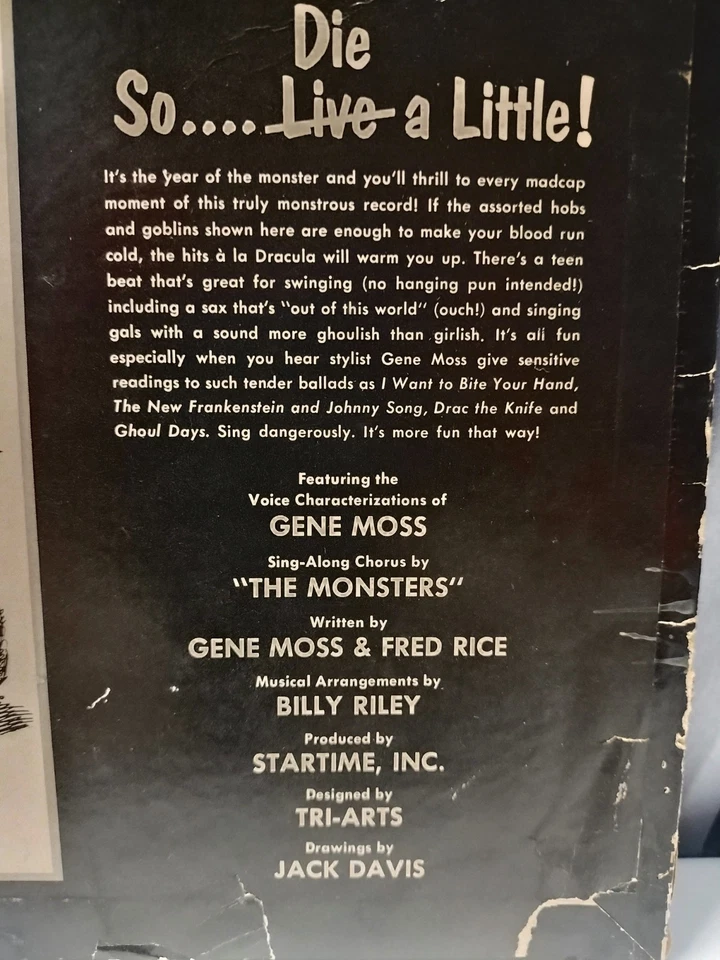 Die
So.... Live a Little!
It's the year of the monster and you'll thrill to every madcap
moment of this truly monstrous record! If the assorted hobs
and goblins shown here are enough to make your blood run
cold, the hits à la Dracula will warm you up. There's a teen
beat that's great for swinging (no hanging pun intended!)
including a sax that's "out of this world" (ouch!) and singing
gals with a sound more ghoulish than girlish. It's all fun
especially when you hear stylist Gene Moss give sensitive
readings to such tender ballads as I Want to Bite Your Hand,
The New Frankenstein and Johnny Song, Drac the Knife and
Ghoul Days. Sing dangerously. It's more fun that way!
Featuring the
Voice Characterizations of
GENE MOSS
Sing-Along Chorus by
"THE MONSTERS"
Written by
GENE MOSS & FRED RICE
Musical Arrangements by
BILLY RILEY
Produced by
STARTIME, INC.
Designed by
TRI-ARTS
Drawings by
JACK DAVIS